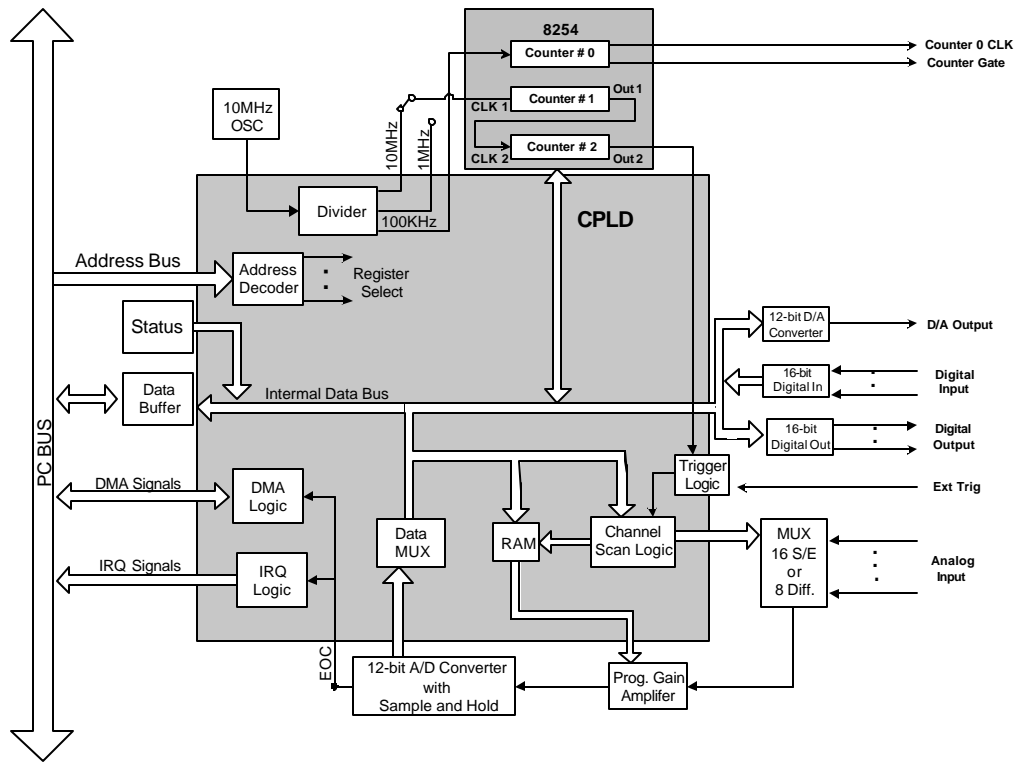 8254
Counter # 0
Counter 0 CLK
Counter Gate
10MHz
OSC
Counter # 1
Out 1
CLK 1
10MHz
1MHz
Counter # 2
CLK 2
Out 2
Divider
100KHz
CPLD
Address Bus
Address
Decoder
Register
Select
Status
12-bit D/A
Converter
D/A Output
Data
Buffer
Internal Data Bus
16-bit
Digital In
Digital
Input
16-bit
Digital Out
Digital
Output
PC BUS
Trigger
Logic
Ext Trig
DMA Signals
DMA
Logic
Data
MUX
RAM
Channel
Scan Logic
MUX
16 S/E
or
8 Diff.
Analog
Input
IRQ Signals
IRQ
Logic
EOC
12-bit A/D Converter
with
Sample and Hold
Prog. Gain
Amplifer